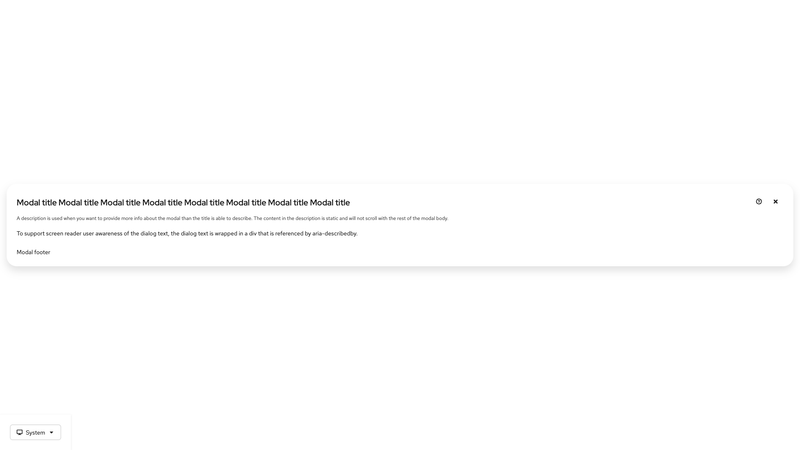 Modal title Modal title Modal title Modal title Modal title Modal title Modal title Modal title
A description is used when you want to provide more info about the modal than the title is able to describe. The content in the description is static and will not scroll with the rest of the modal body.
To support screen reader user awareness of the dialog text, the dialog text is wrapped in a div that is referenced by aria-describedby.
Modal footer
System